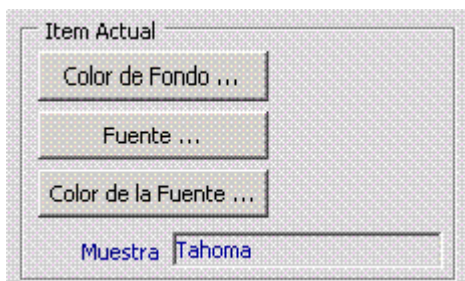 Item Actual
Color de Fondo ...
Fuente ...
Color de la Fuente ...
Muestra Tahoma